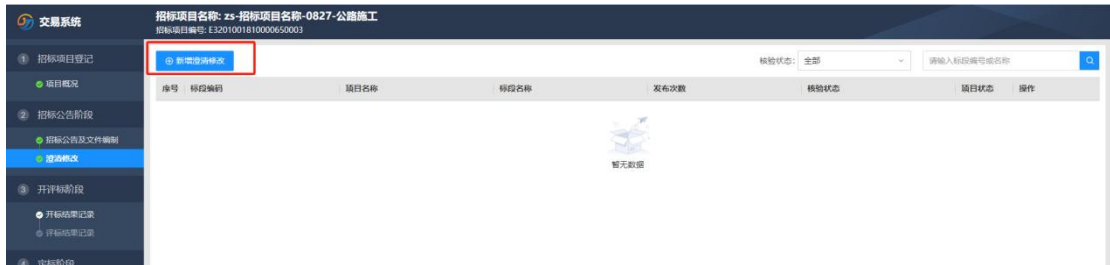 交易系统
招标项目名称: zs-招标项目名称-0827-公路施工
招标项目编号: E3201001810000650003
1 招标项目登记
项目概况
2 招标公告阶段
招标公告及文件编制
澄清修改
3 开评标阶段
开标结果记录
评标结果记录
4 定标阶段
新增澄清修改
核验状态: 全部 请输入标段编号或名称
序号 标段编码 项目名称 标段名称 发布次数 核验状态 项目状态 操作
暂无数据